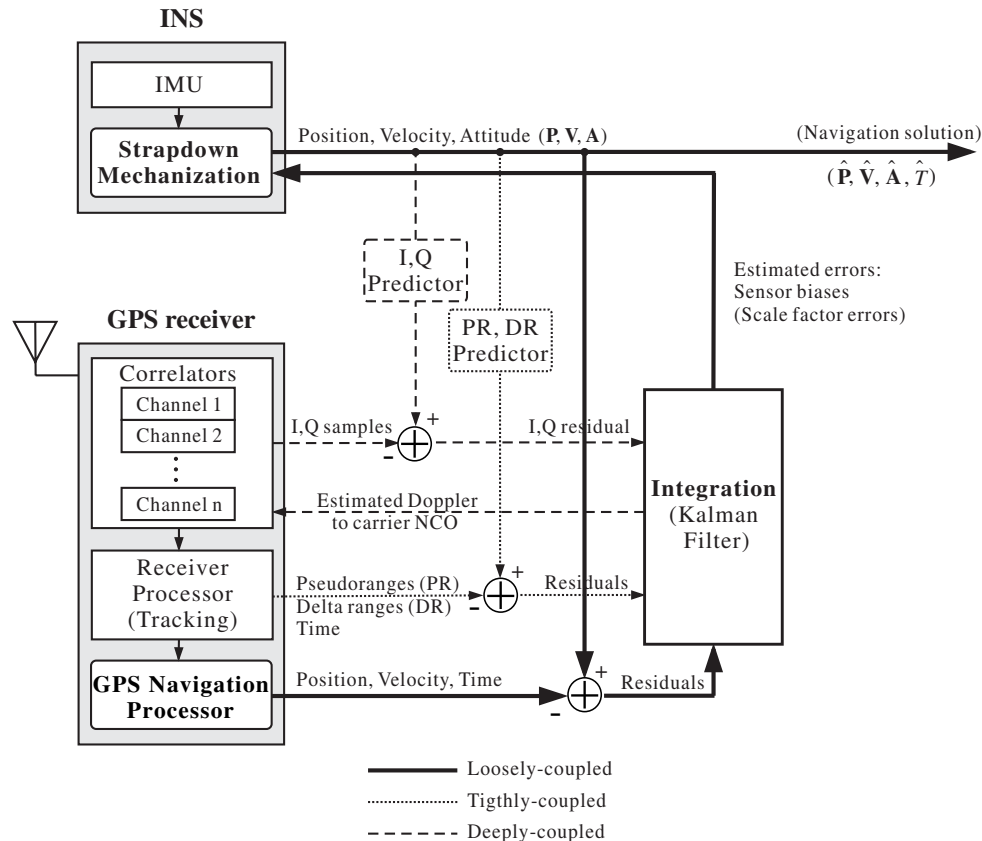 INS
IMU
Strapdown
Mechanization
Position, Velocity, Attitude (P, V, A)
(Navigation solution)
(P̂, V̂, Â, T̂)
I,Q
Predictor
PR, DR
Predictor
Estimated errors:
Sensor biases
(Scale factor errors)
GPS receiver
Correlators
Channel 1
Channel 2
Channel n
I,Q samples
+
-
I,Q residual
Estimated Doppler
to carrier NCO
Integration
(Kalman
Filter)
Receiver
Processor
(Tracking)
Pseudoranges (PR)
Delta ranges (DR)
Time
+
-
Residuals
GPS Navigation
Processor
Position, Velocity, Time
+
-
Residuals
Loosely-coupled
Tigthly-coupled
Deeply-coupled